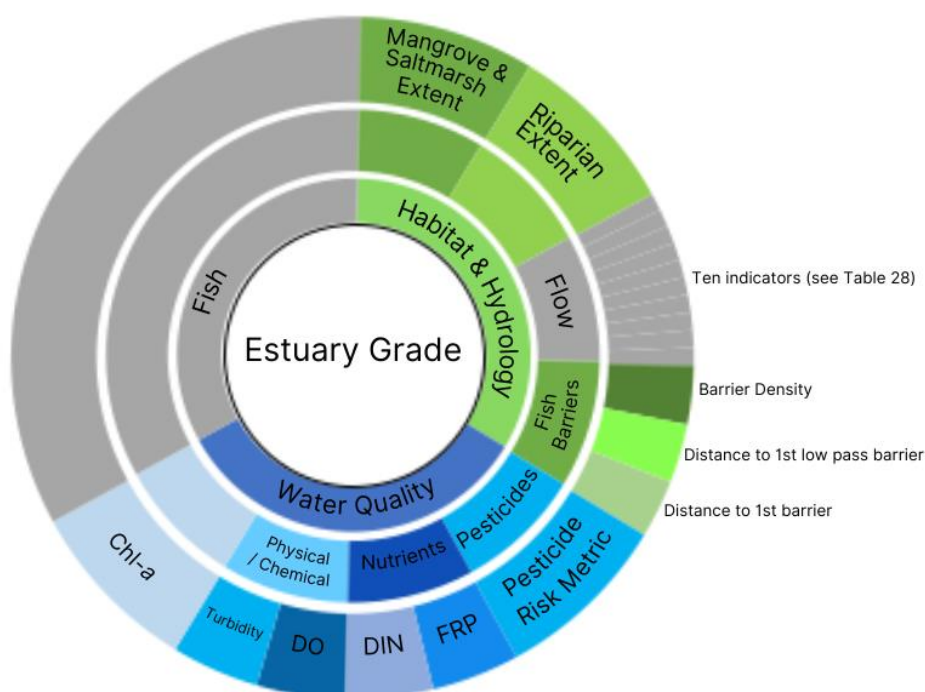 Mangrove &
Saltmarsh
Extent
Riparian
Extent
Habitat & Hydrology
Fish
Flow
Ten indicators (see Table 28)
Estuary Grade
Barrier Density
Fish
Barriers
Distance to 1st low pass barrier
Distance to 1st barrier
Water Quality
Pesticides
Pesticide
Risk Metric
Nutrients
Physical
/ Chemical
Chl-a
Turbidity
DO
DIN
FRP